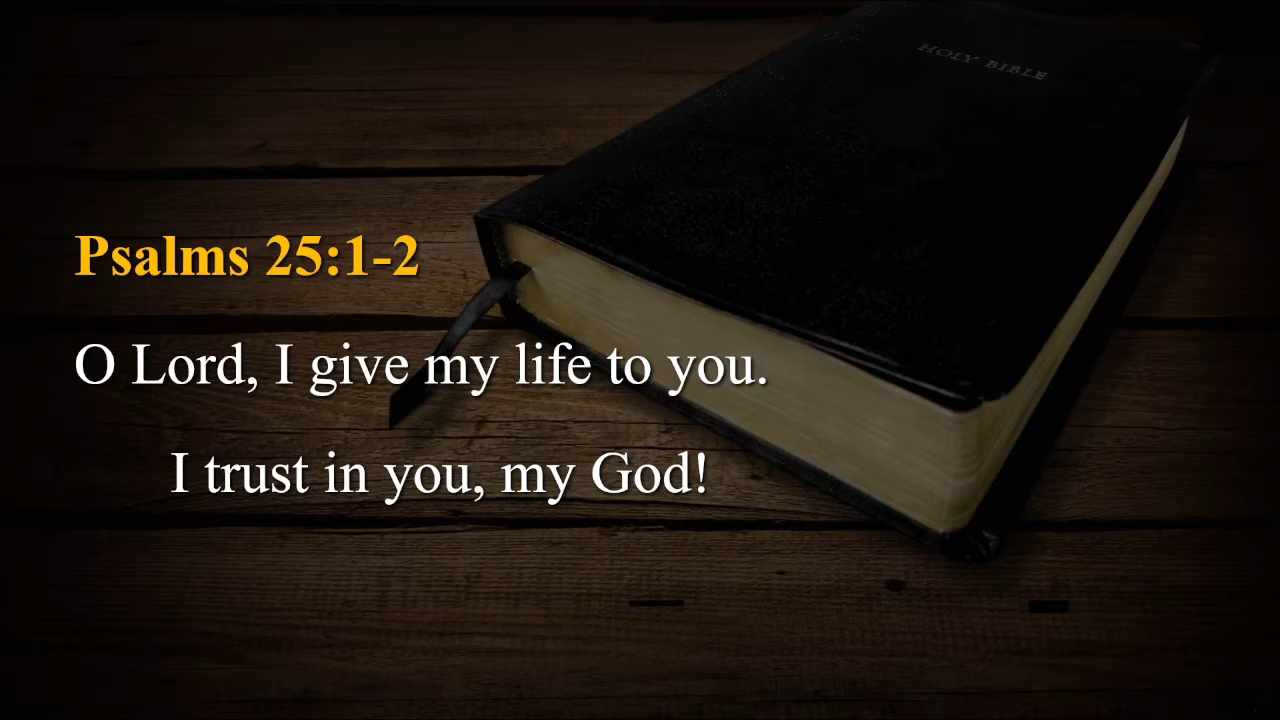 HOLY BIBLE
Psalms 25:1-2
O Lord, I give my life to you.
I trust in you, my God!